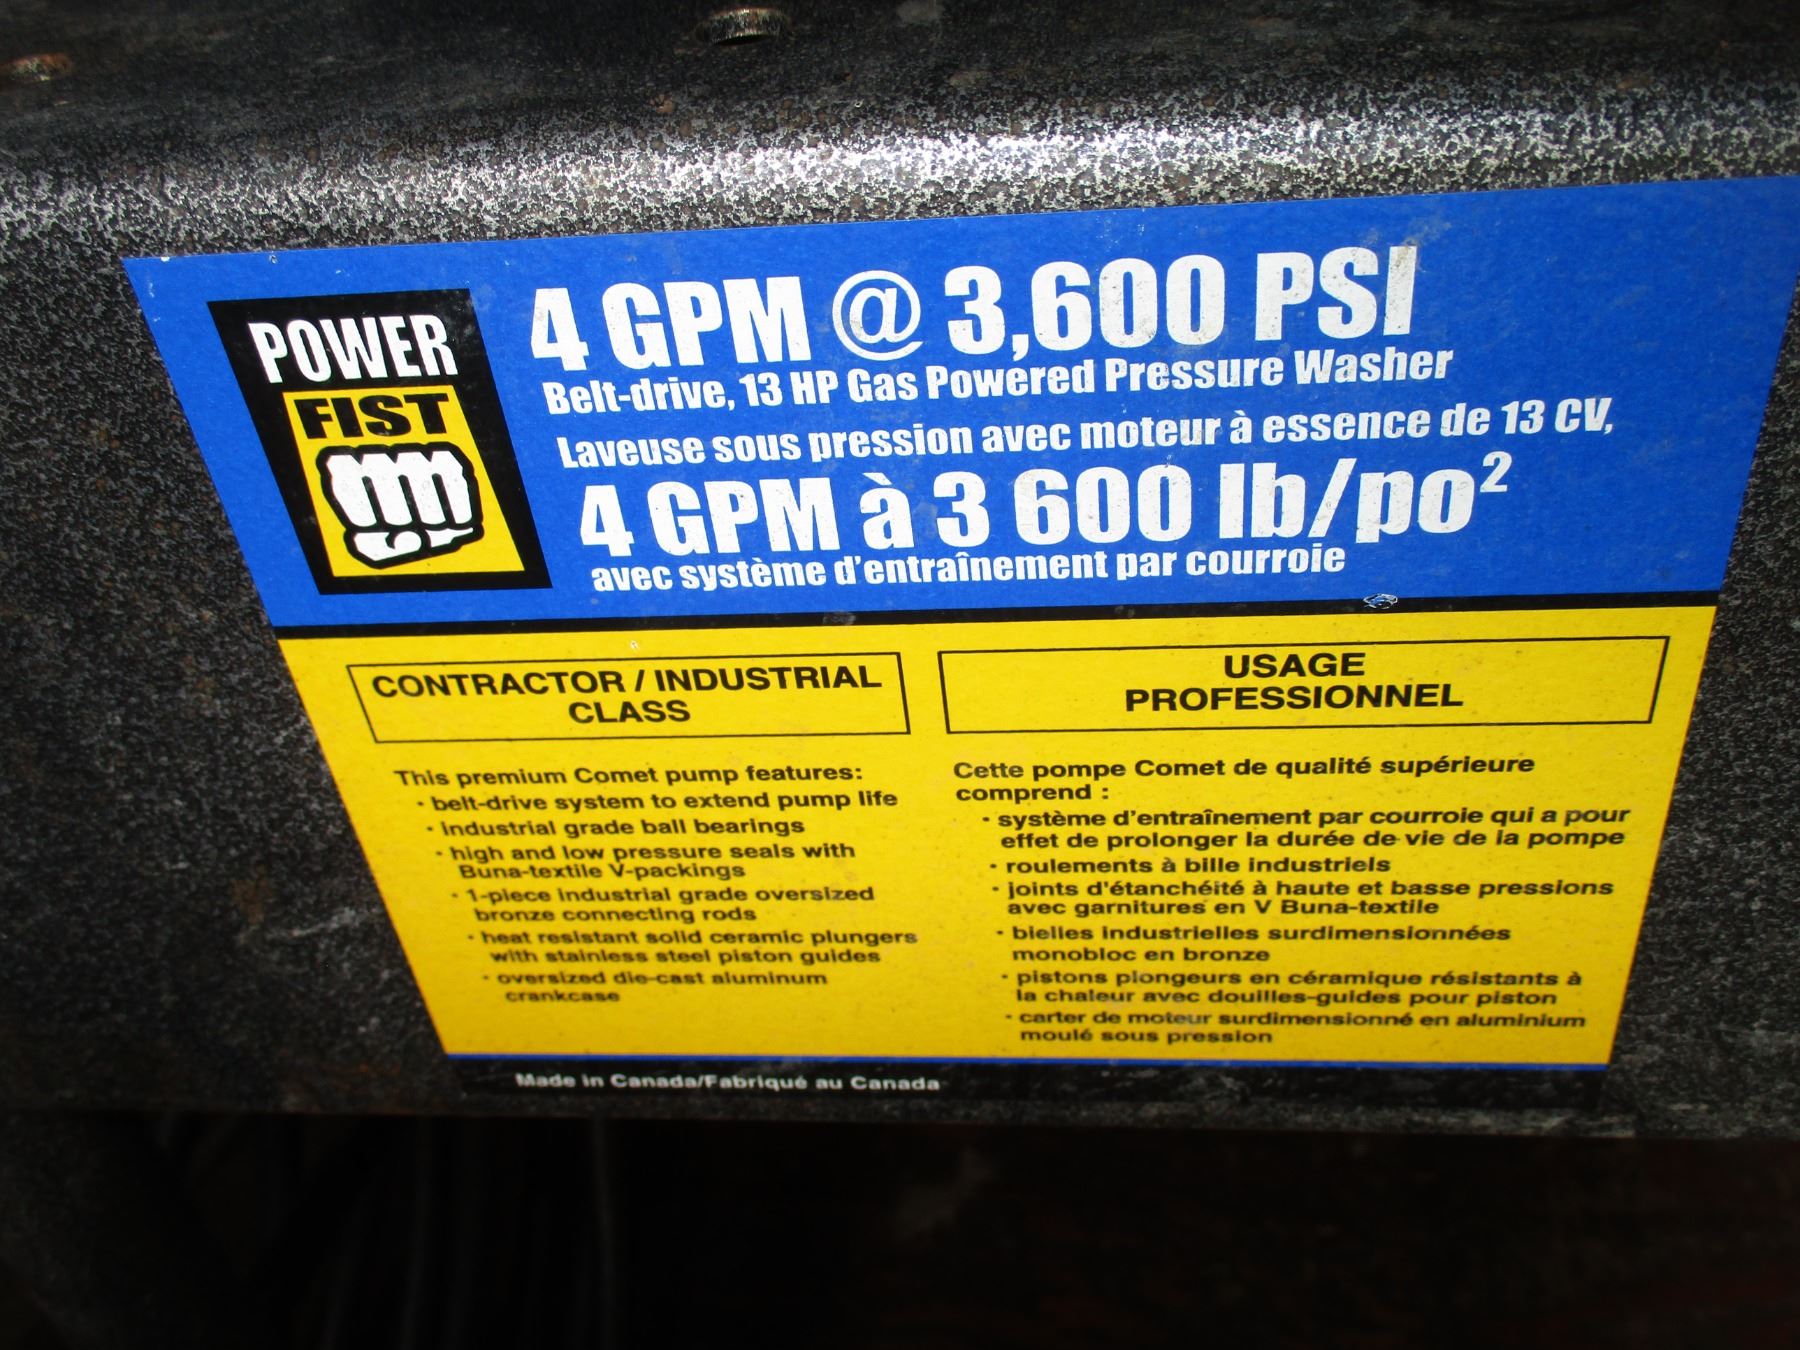 POWER
FIST
4 GPM @ 3,600 PSI
Belt-drive, 13 HP Gas Powered Pressure Washer
Laveuse sous pression avec moteur à essence de 13 CV,
4 GPM à 3 600 lb/po²
avec système d'entraînement par courroie
CONTRACTOR / INDUSTRIAL
CLASS
This premium Comet pump features:
• belt-drive system to extend pump life
• industrial grade ball bearings
• high and low pressure seals with
Buna-textile V-packings
• 1-piece industrial grade oversized
bronze connecting rods
• heat resistant solid ceramic plungers
with stainless steel piston guides
• oversized die-cast aluminum
crankcase
USAGE
PROFESSIONNEL
Cette pompe Comet de qualité supérieure
comprend :
• système d'entraînement par courroie qui a pour
effet de prolonger la durée de vie de la pompe
• roulements à bille industriels
• joints d'étanchéité à haute et basse pressions
avec garnitures en V Buna-textile
• bielles industrielles surdimensionnées
monobloc en bronze
• pistons plongeurs en céramique résistants à
la chaleur avec douilles-guides pour piston
• carter de moteur surdimensionné en aluminium
moulé sous pression
Made in Canada/Fabriqué au Canada